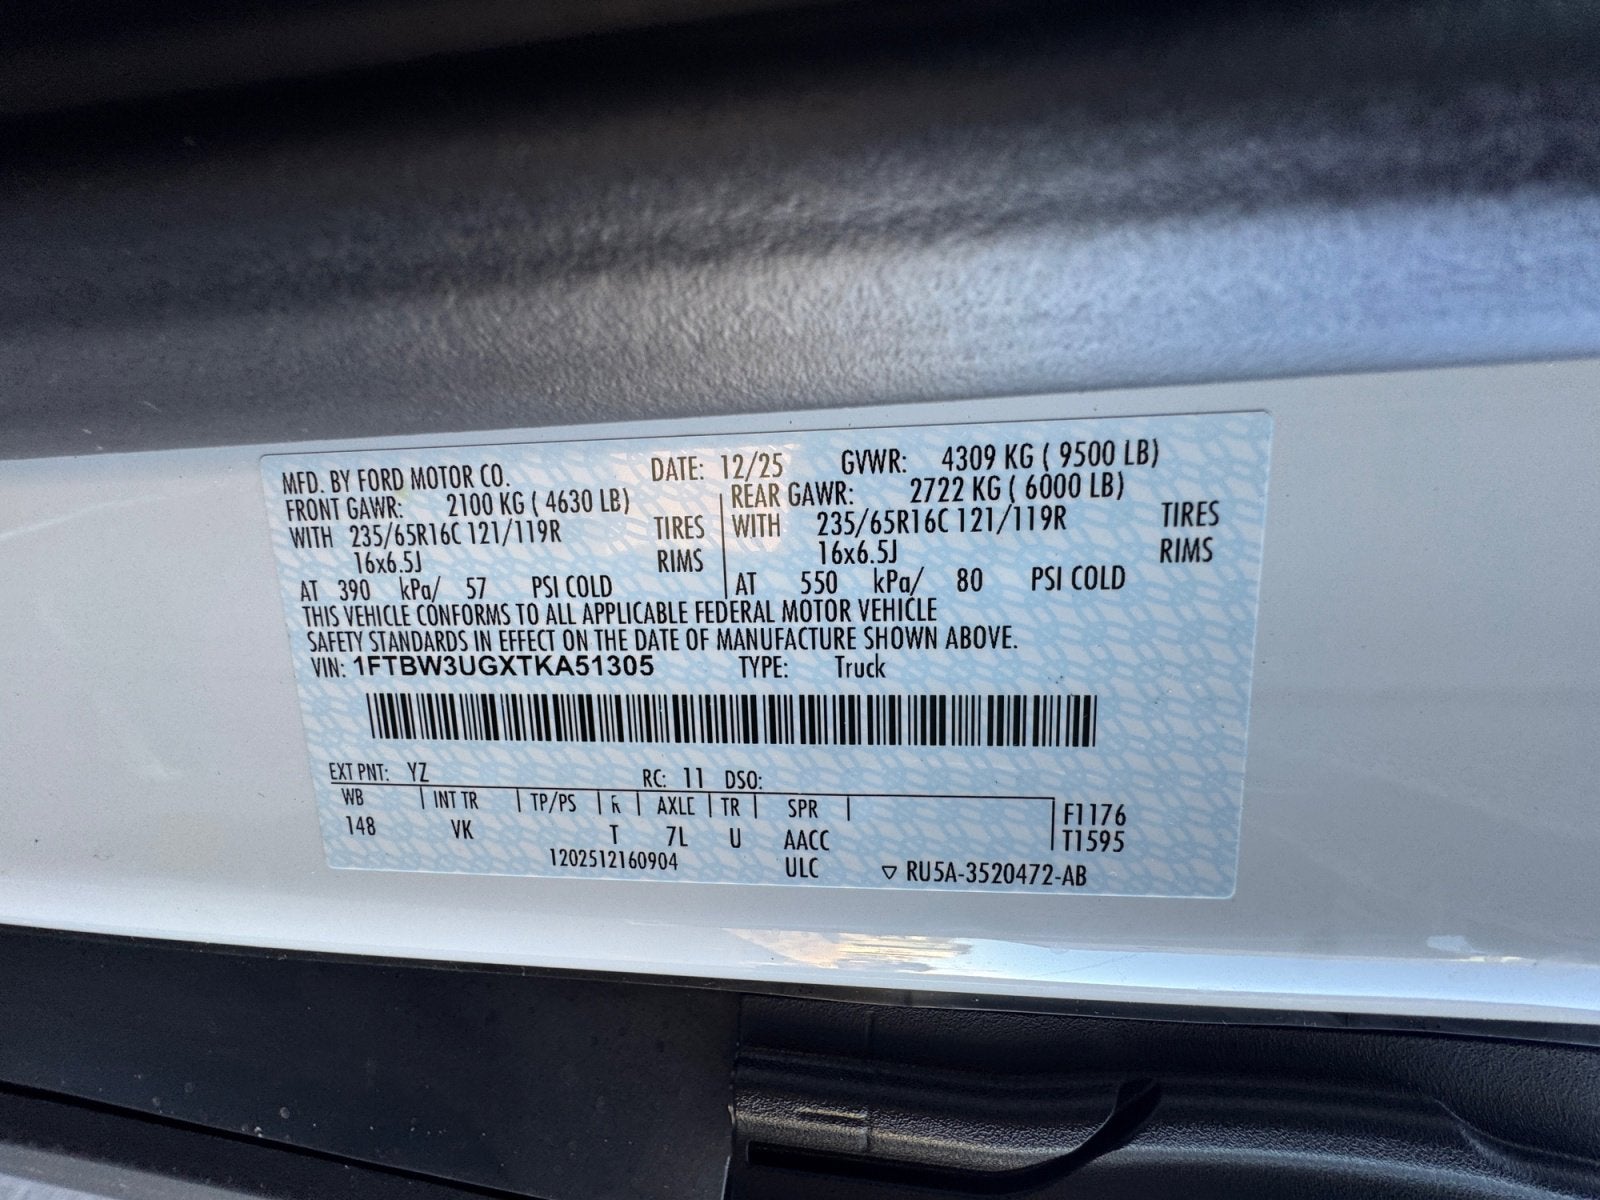 MFD. BY FORD MOTOR CO. DATE: 12/25 GVWR: 4309 KG ( 9500 LB)
FRONT GAWR: 2100 KG ( 4630 LB) REAR GAWR: 2722 KG ( 6000 LB)
WITH 235/65R16C 121/119R TIRES WITH 235/65R16C 121/119R TIRES
16x6.5J RIMS 16x6.5J RIMS
AT 390 kPa/ 57 PSI COLD AT 550 kPa/ 80 PSI COLD
THIS VEHICLE CONFORMS TO ALL APPLICABLE FEDERAL MOTOR VEHICLE
SAFETY STANDARDS IN EFFECT ON THE DATE OF MANUFACTURE SHOWN ABOVE.
VIN: 1FTBW3UGXTKA51305 TYPE: Truck
EXT PNT: YZ RC: 11 DSO:
WB INT TR TP/PS R AXLE TR SPR F1176
148 VK T 7L U AACC T1595
1202512160904 ULC ▽ RU5A-3520472-AB